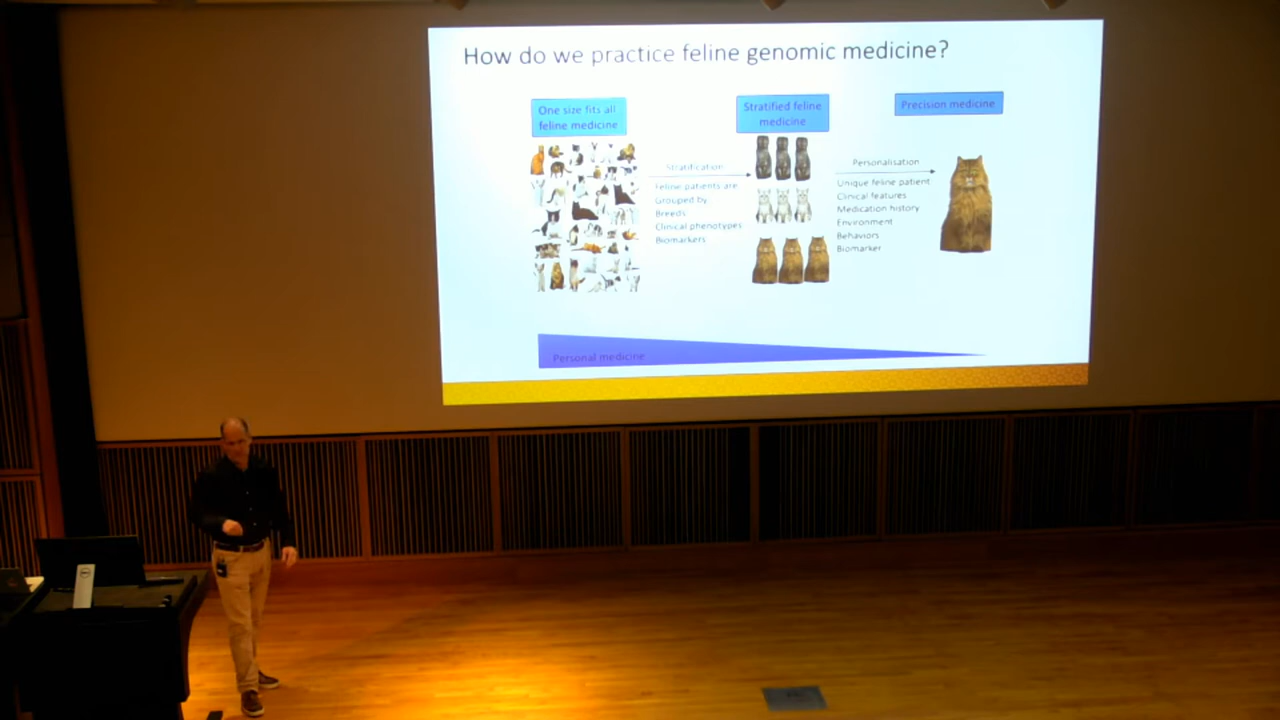 How do we practice feline genomic medicine?
One size fits all
feline medicine
Stratified feline
medicine
Precision medicine
Stratification
Feline patients are
Grouped by
Breeds
Clinical phenotypes
Biomarkers
Personalisation
Unique feline patient
Clinical features
Medication history
Environment
Behaviors
Biomarker
Personal medicine